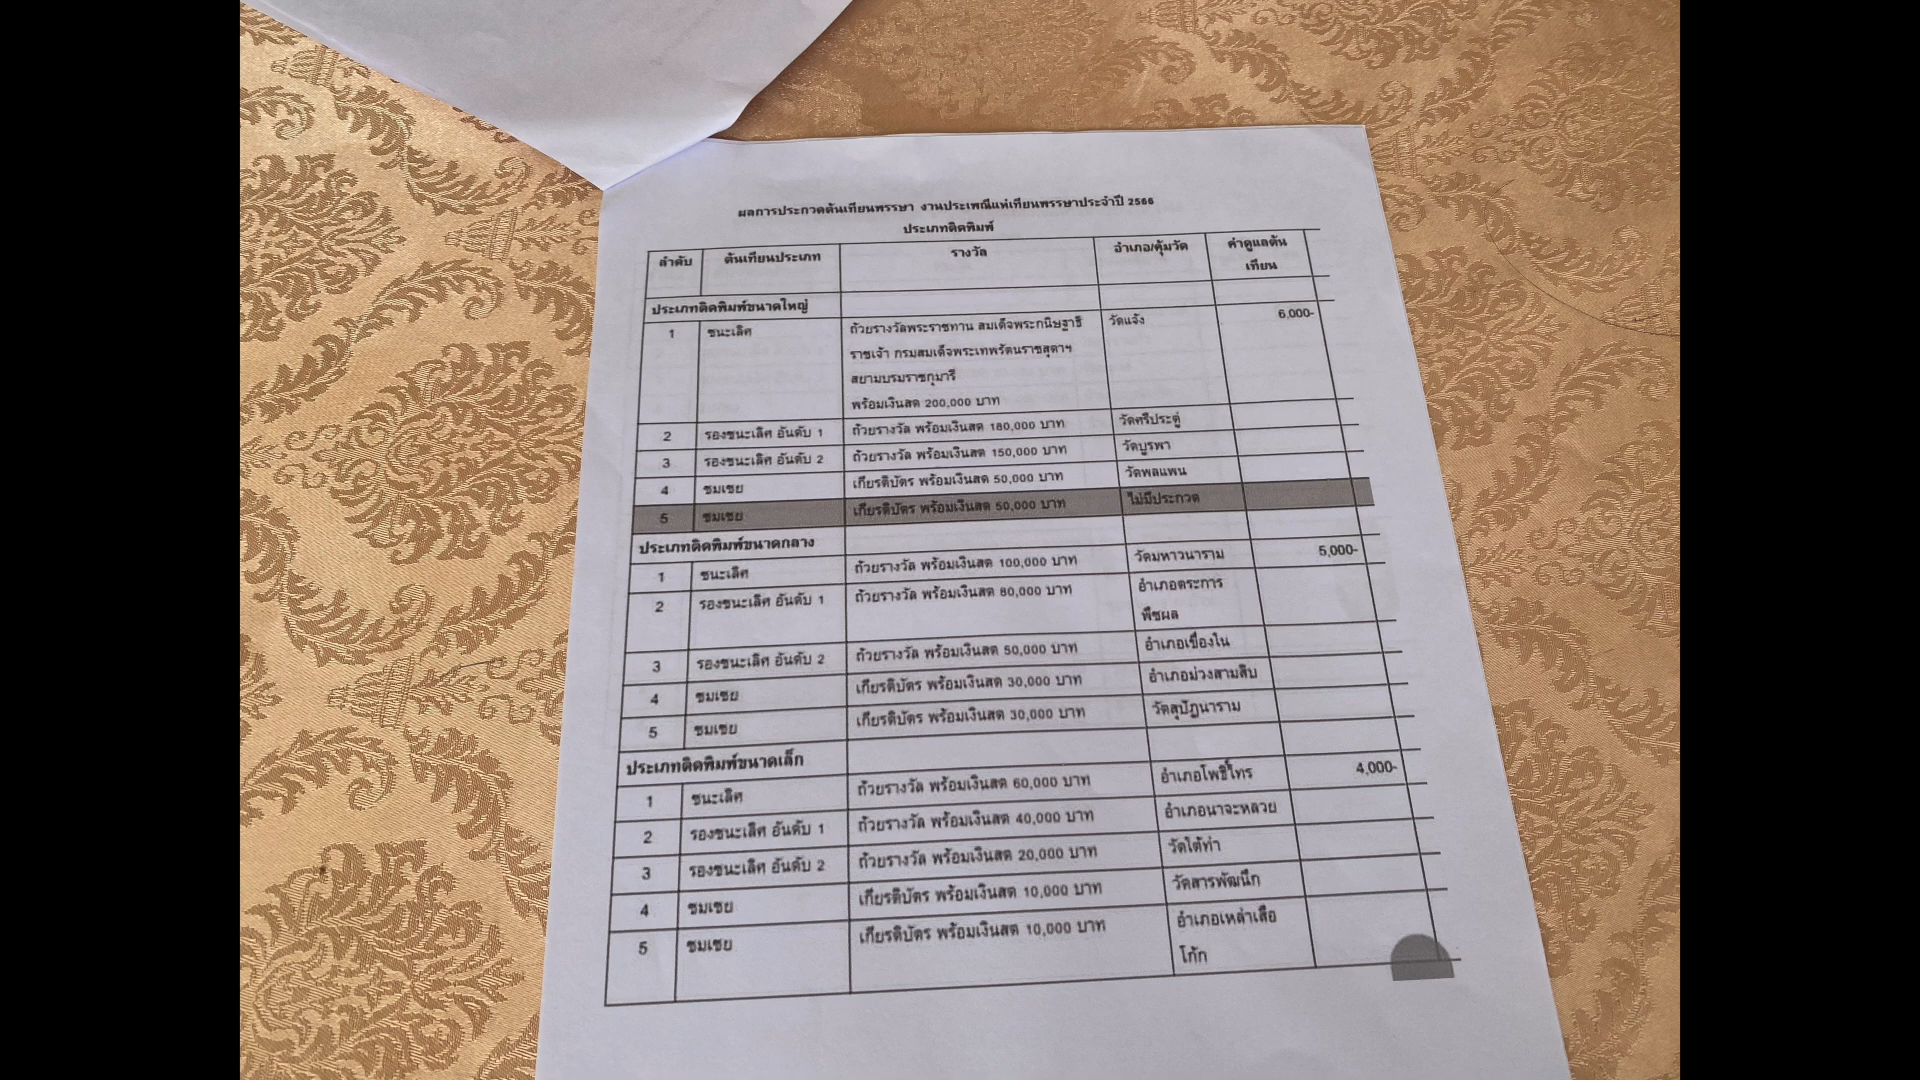 ผลการประกวดต้นเทียนพรรษา งานประเพณีแห่เทียนพรรษาประจำปี 2566
ประเภทติดพิมพ์
ลำดับ ต้นเทียนประเภท รางวัล อำเภอ/คุ้มวัด ค่าดูแลต้น
เทียน
ประเภทติดพิมพ์ขนาดใหญ่
1 ชนะเลิศ ถ้วยรางวัลพระราชทาน สมเด็จพระกนิษฐาธิ วัดแจ้ง 6,000-
ราชเจ้า กรมสมเด็จพระเทพรัตนราชสุดาฯ
สยามบรมราชกุมารี
พร้อมเงินสด 200,000 บาท
2 รองชนะเลิศ อันดับ 1 ถ้วยรางวัล พร้อมเงินสด 180,000 บาท วัดศรีประดู่
3 รองชนะเลิศ อันดับ 2 ถ้วยรางวัล พร้อมเงินสด 150,000 บาท วัดบูรพา
4 ชมเชย เกียรติบัตร พร้อมเงินสด 50,000 บาท วัดพลแพน
5 ชมเชย เกียรติบัตร พร้อมเงินสด 50,000 บาท ไม่มีประกวด
ประเภทติดพิมพ์ขนาดกลาง
1 ชนะเลิศ ถ้วยรางวัล พร้อมเงินสด 100,000 บาท วัดมหาวนาราม 5,000-
2 รองชนะเลิศ อันดับ 1 ถ้วยรางวัล พร้อมเงินสด 80,000 บาท อำเภอตระการ
พืชผล
3 รองชนะเลิศ อันดับ 2 ถ้วยรางวัล พร้อมเงินสด 50,000 บาท อำเภอเขื่องใน
4 ชมเชย เกียรติบัตร พร้อมเงินสด 30,000 บาท อำเภอม่วงสามสิบ
5 ชมเชย เกียรติบัตร พร้อมเงินสด 30,000 บาท วัดสุปัฏนาราม
ประเภทติดพิมพ์ขนาดเล็ก
1 ชนะเลิศ ถ้วยรางวัล พร้อมเงินสด 60,000 บาท อำเภอโพธิ์ไทร 4,000-
2 รองชนะเลิศ อันดับ 1 ถ้วยรางวัล พร้อมเงินสด 40,000 บาท อำเภอนาจะหลวย
3 รองชนะเลิศ อันดับ 2 ถ้วยรางวัล พร้อมเงินสด 20,000 บาท วัดใต้ท่า
4 ชมเชย เกียรติบัตร พร้อมเงินสด 10,000 บาท วัดสารพัฒนึก
5 ชมเชย เกียรติบัตร พร้อมเงินสด 10,000 บาท อำเภอเหล่าเสือ
โก้ก